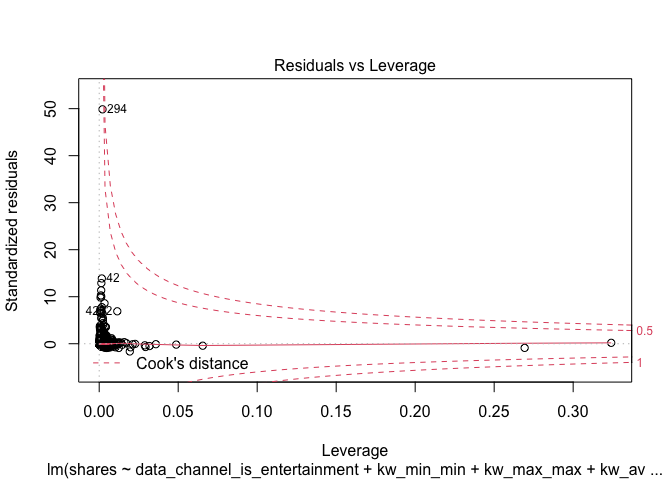 Residuals vs Leverage
Standardized residuals
50
40
30
20
10
0
294
42
Cook's distance
0.5
1
0.00 0.05 0.10 0.15 0.20 0.25 0.30
Leverage
lm(shares ~ data_channel_is_entertainment + kw_min_min + kw_max_max + kw_av ...